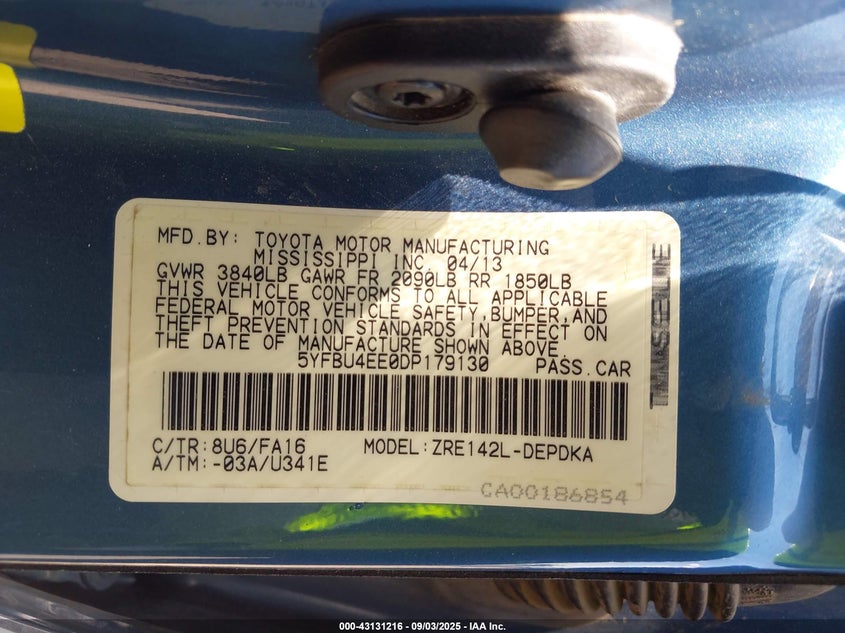 MFD.BY: TOYOTA MOTOR MANUFACTURING
MISSISSIPPI INC. 04/13
GVWR 3840LB GAWR FR 2090LB RR 1850LB
THIS VEHICLE CONFORMS TO ALL APPLICABLE
FEDERAL MOTOR VEHICLE SAFETY,BUMPER,AND
THEFT PREVENTION STANDARDS IN EFFECT ON
THE DATE OF MANUFACTURE SHOWN ABOVE.
5YFBU4EE0DP179130 PASS.CAR
C/TR:8U6/FA16 MODEL:ZRE142L-DEPDKA
A/TM:-03A/U341E
CA00186854
000-43131216 - 09/03/2025 - IAA Inc.